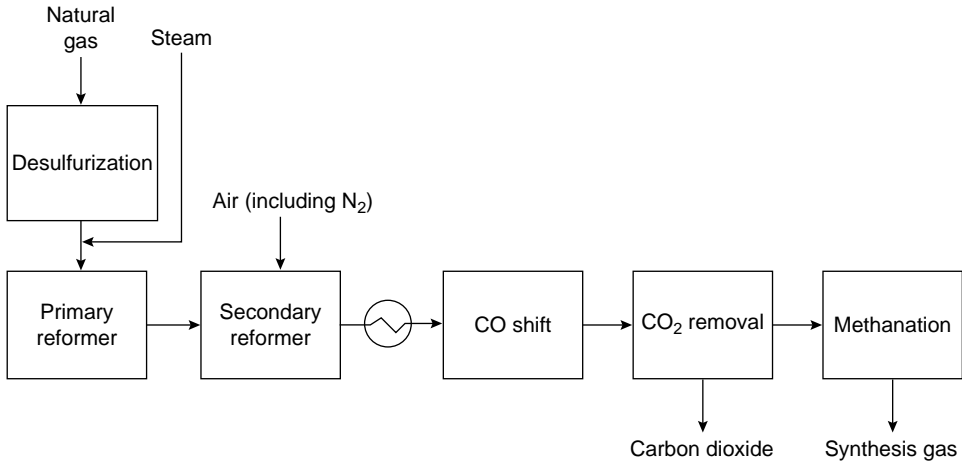 Natural
gas
Steam
Desulfurization
Air (including N₂)
Primary
reformer
Secondary
reformer
CO shift
CO₂ removal
Methanation
Carbon dioxide
Synthesis gas